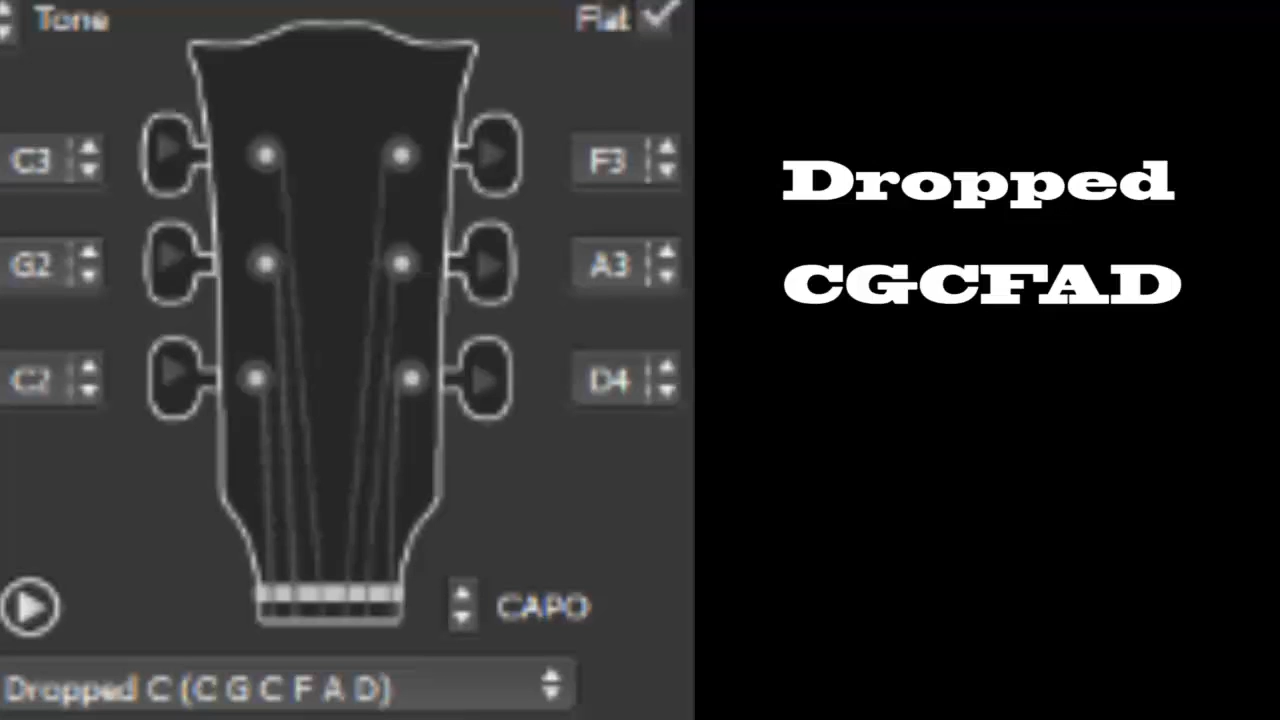 Tone Flat
C3 F3
G2 A3
C2 D4
CAPO
Dropped C (C G C F A D)
Dropped
CGCFAD